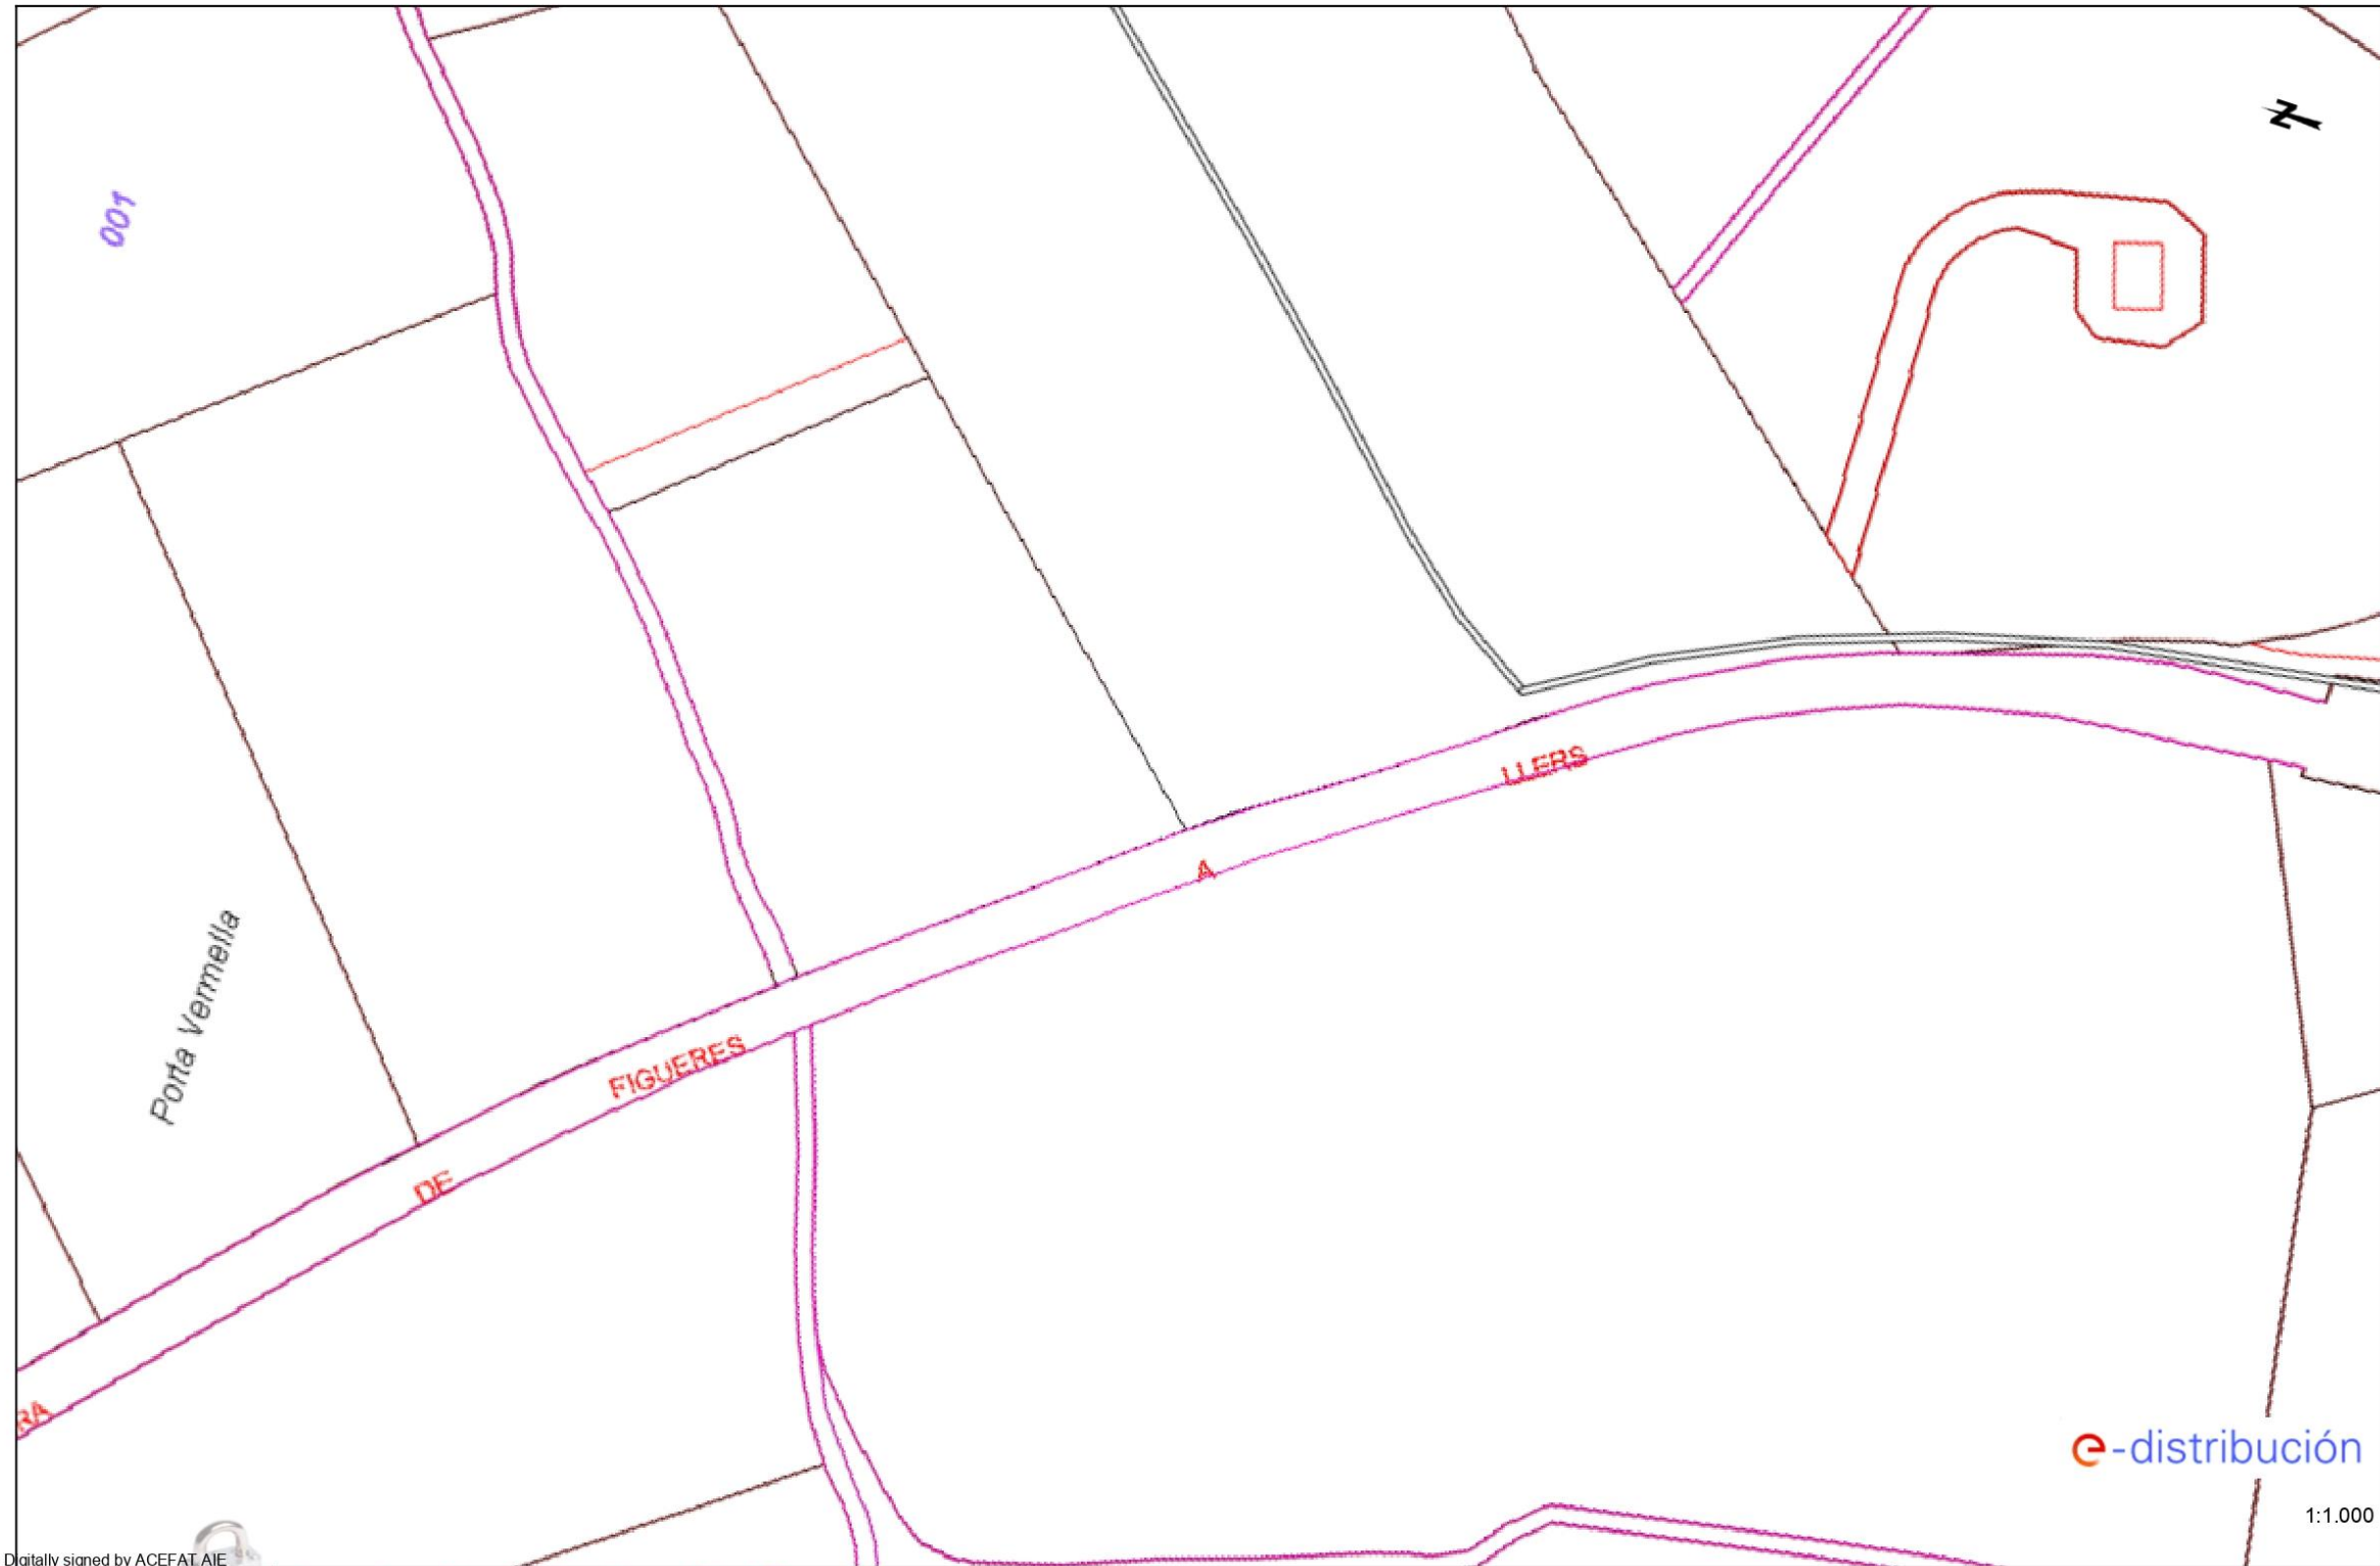 001
Porta Vermella
LLERS
A
FIGUERES
DE
RA
e-distribución
1:1.000
Digitally signed by ACEFAT AIE
N